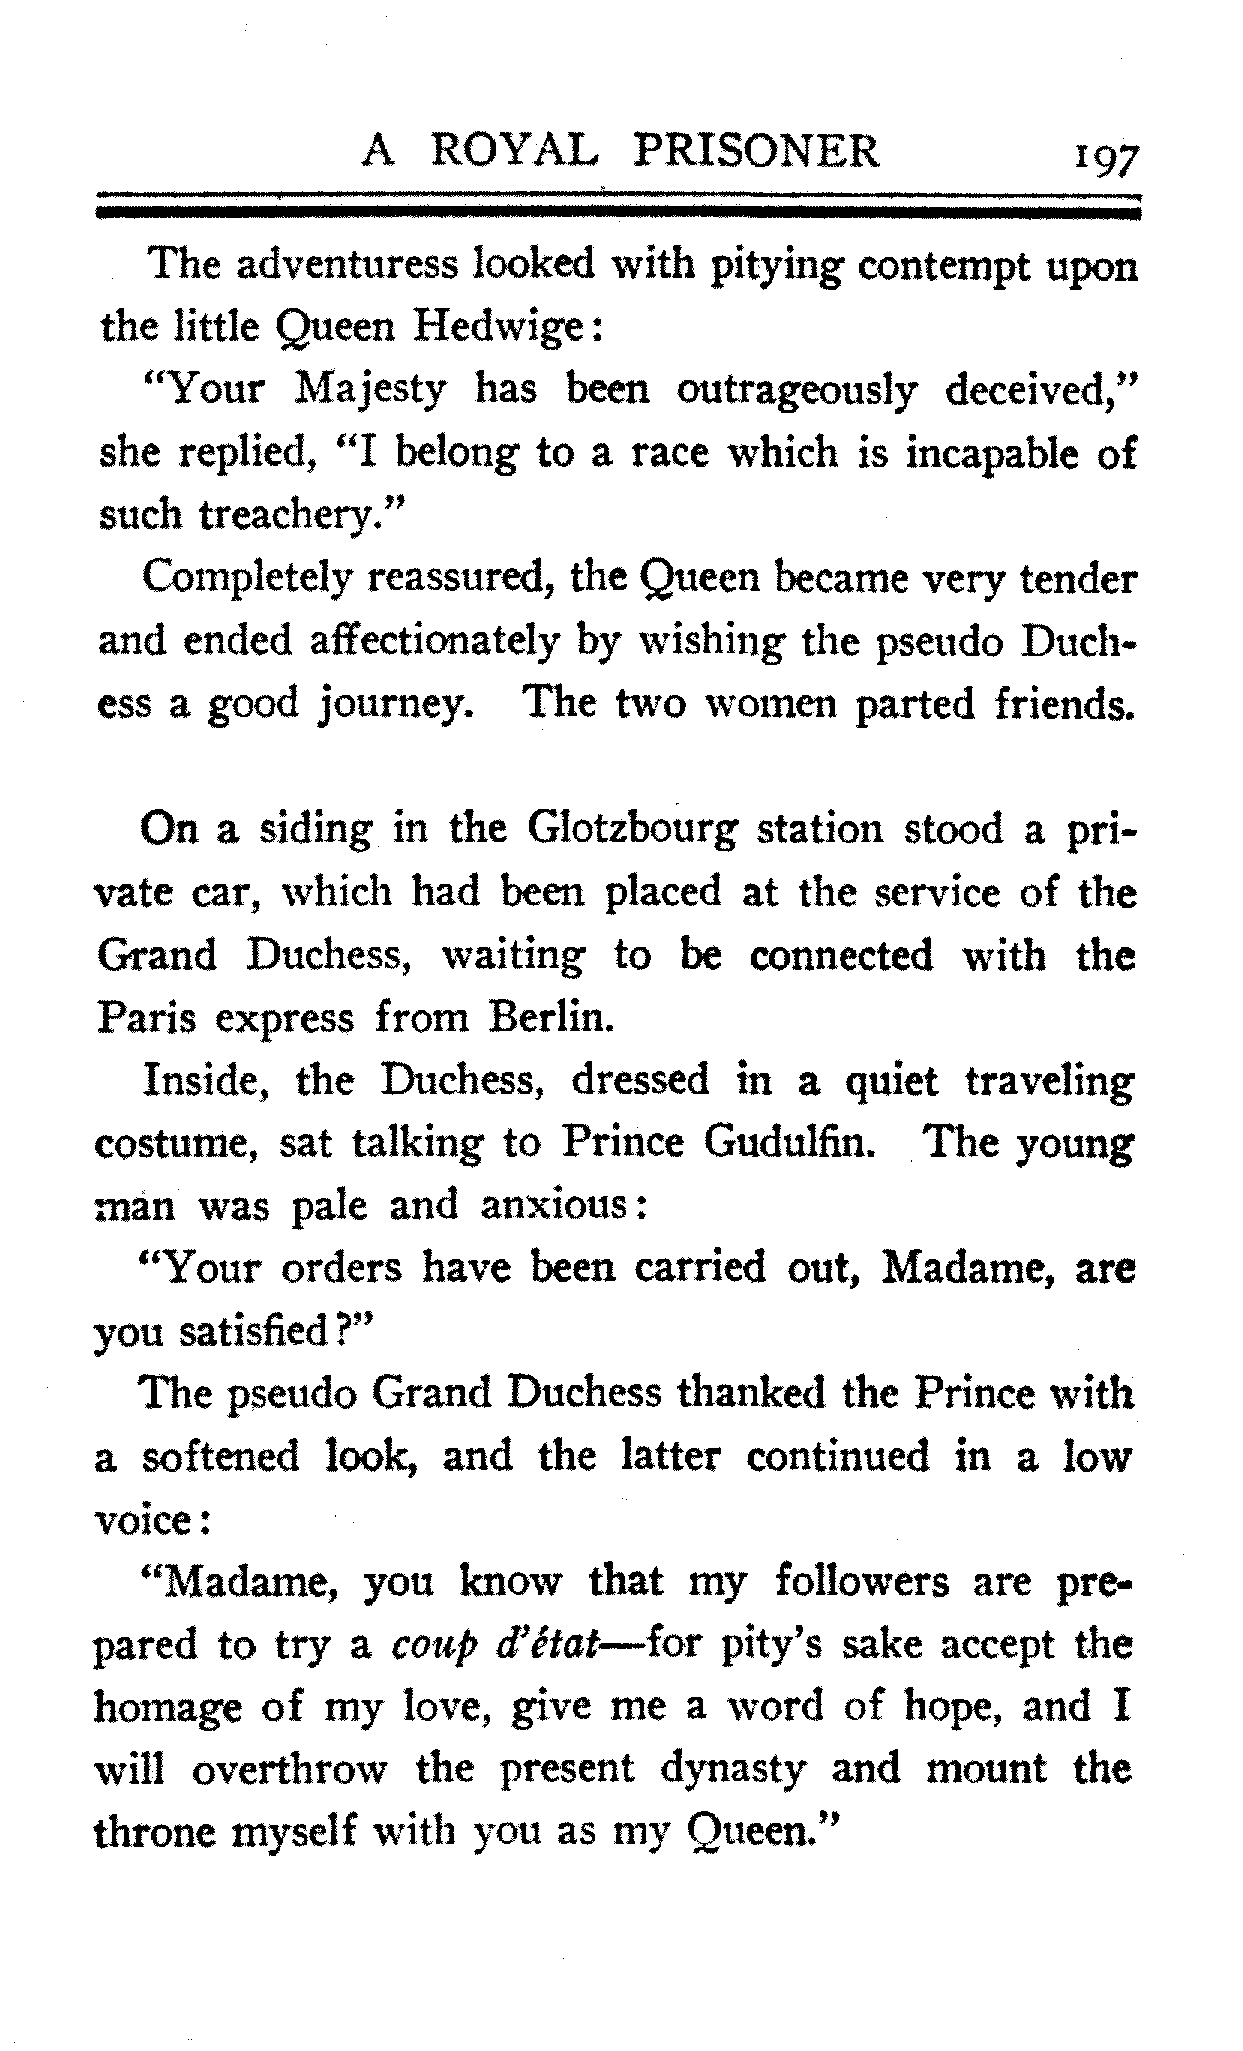 A ROYAL PRISONER 197
The adventuress looked with pitying contempt upon
the little Queen Hedwige:
"Your Majesty has been outrageously deceived,"
she replied, "I belong to a race which is incapable of
such treachery."
Completely reassured, the Queen became very tender
and ended affectionately by wishing the pseudo Duch-
ess a good journey. The two women parted friends.
On a siding in the Glotzbourg station stood a pri-
vate car, which had been placed at the service of the
Grand Duchess, waiting to be connected with the
Paris express from Berlin.
Inside, the Duchess, dressed in a quiet traveling
costume, sat talking to Prince Gudulfin. The young
man was pale and anxious:
"Your orders have been carried out, Madame, are
you satisfied?"
The pseudo Grand Duchess thanked the Prince with
a softened look, and the latter continued in a low
voice:
"Madame, you know that my followers are pre-
pared to try a coup d'état—for pity's sake accept the
homage of my love, give me a word of hope, and I
will overthrow the present dynasty and mount the
throne myself with you as my Queen."